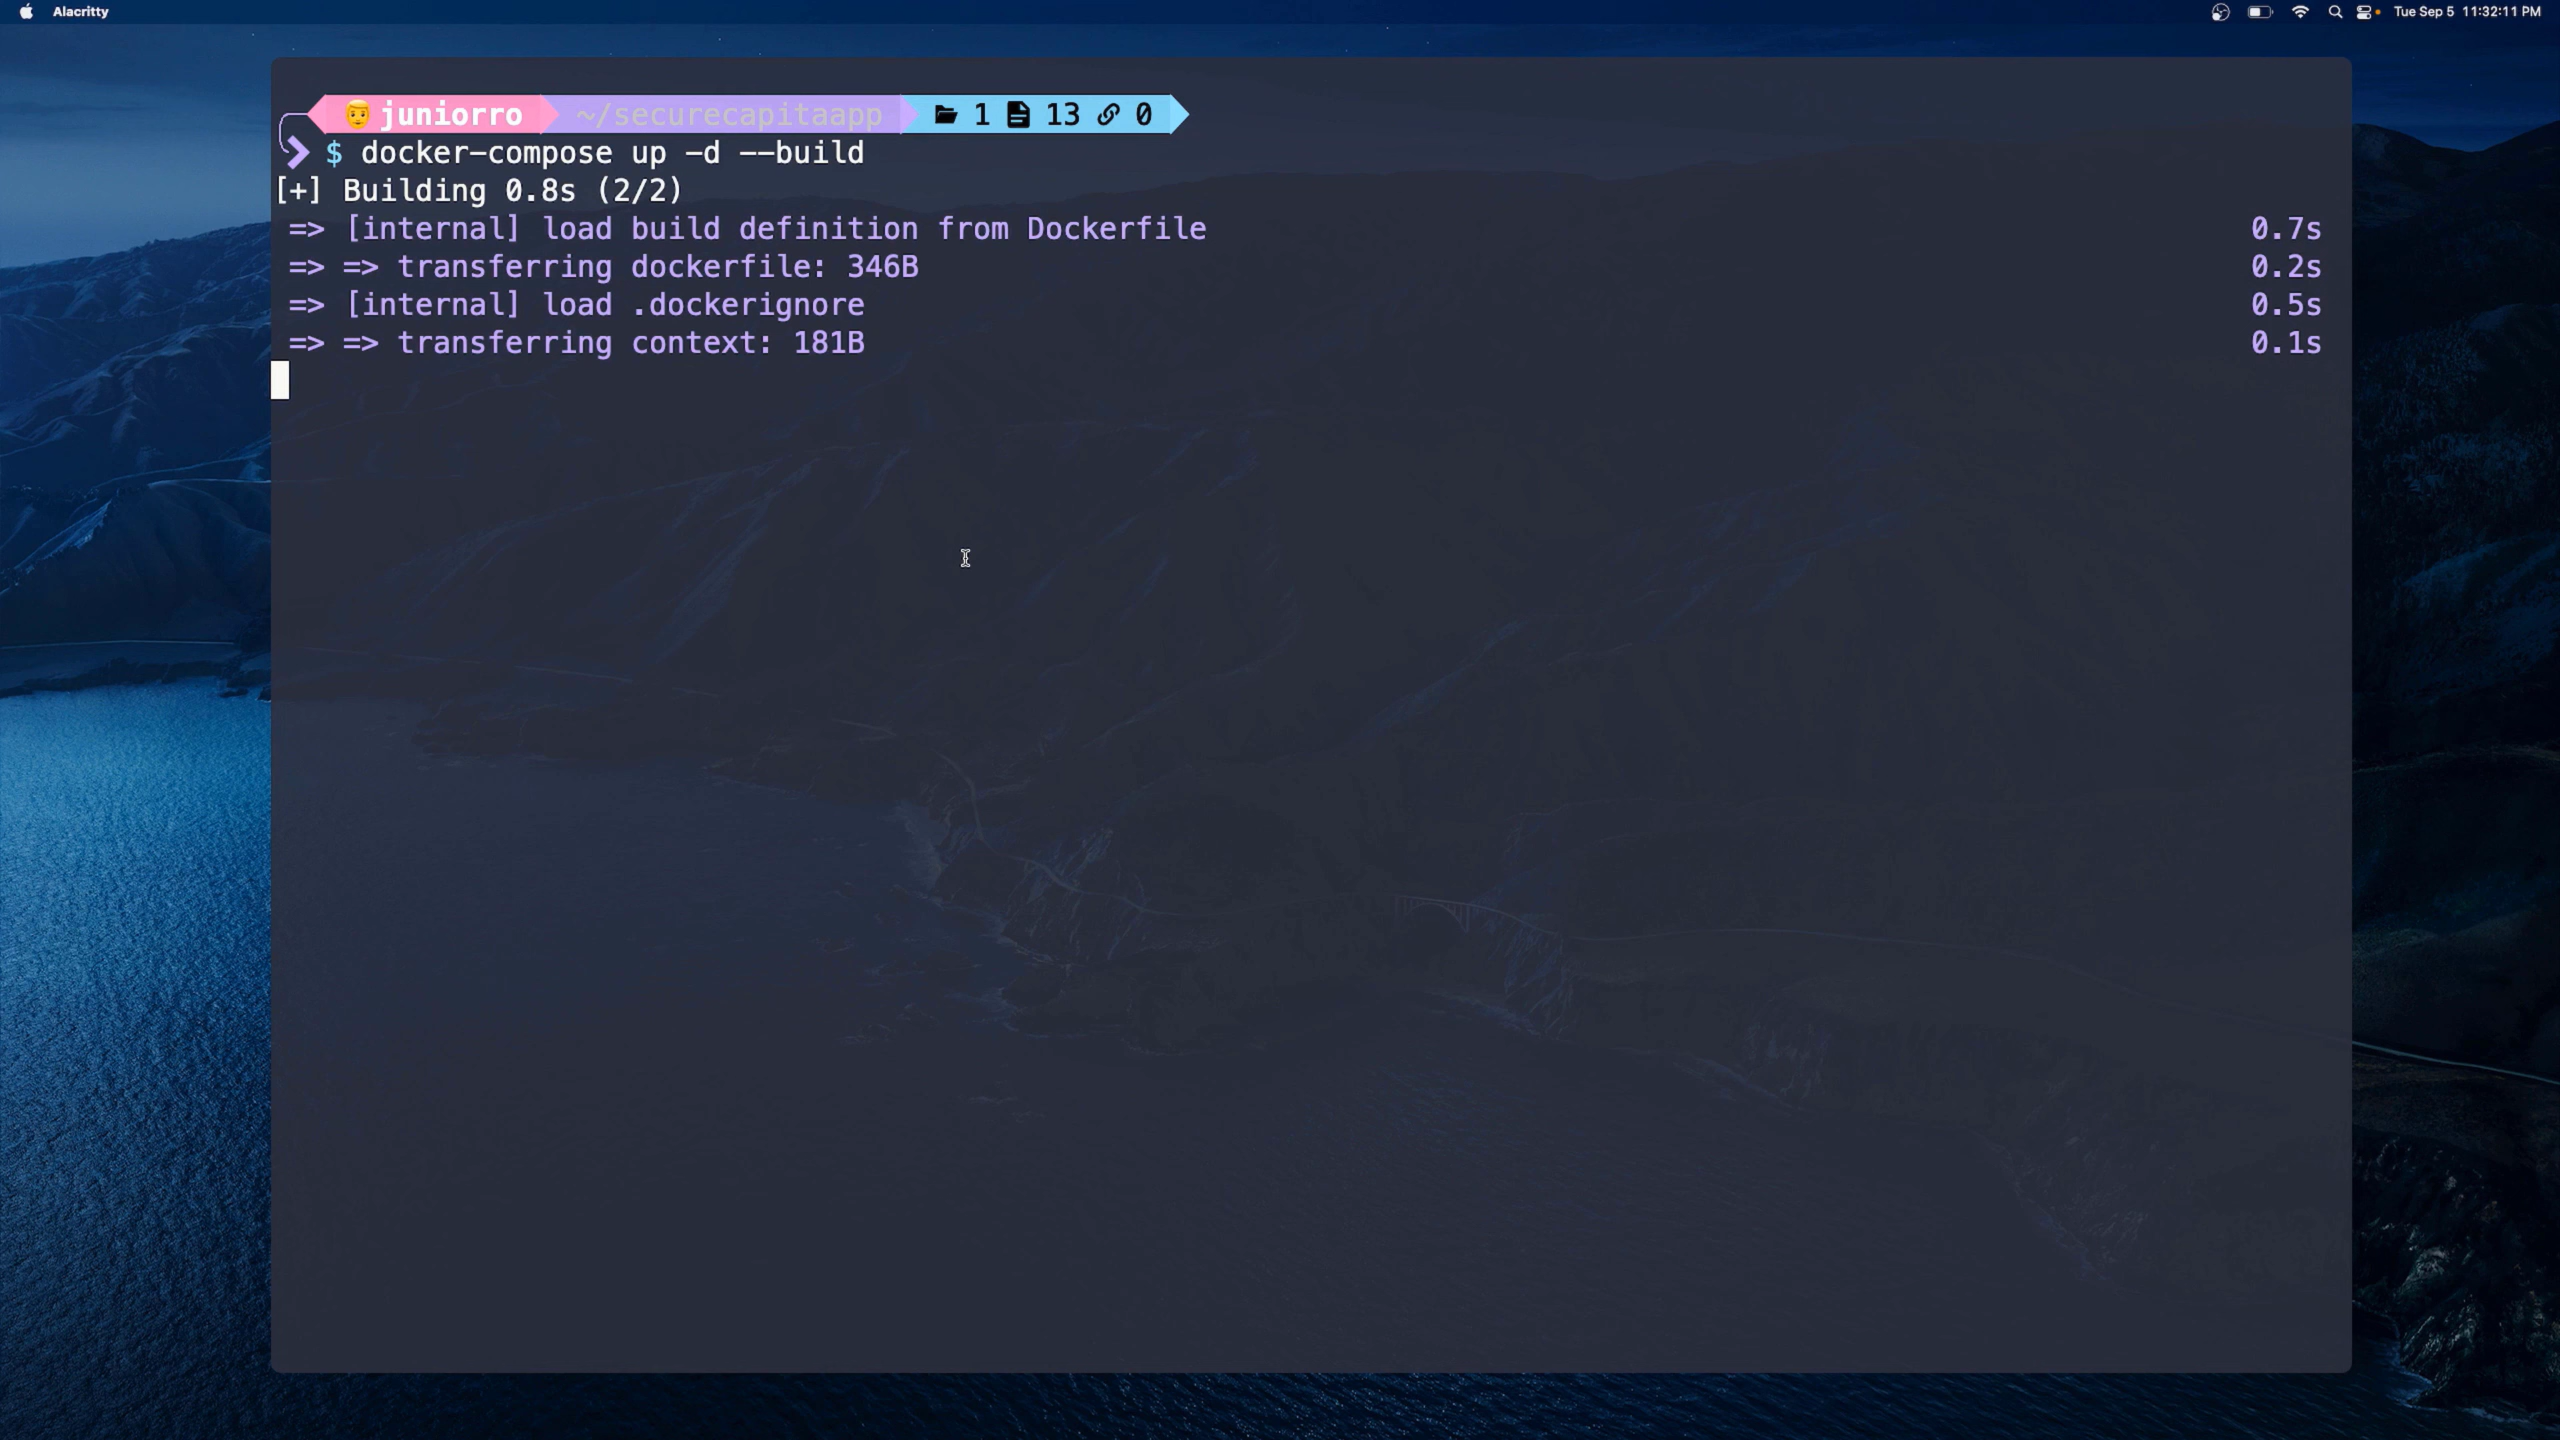 Alacritty
Tue Sep 5 11:32:11 PM
juniorro ~/securecapitaapp 1 13 0
$ docker-compose up -d --build
[+] Building 0.8s (2/2)
=> [internal] load build definition from Dockerfile 0.7s
=> => transferring dockerfile: 346B 0.2s
=> [internal] load .dockerignore 0.5s
=> => transferring context: 181B 0.1s